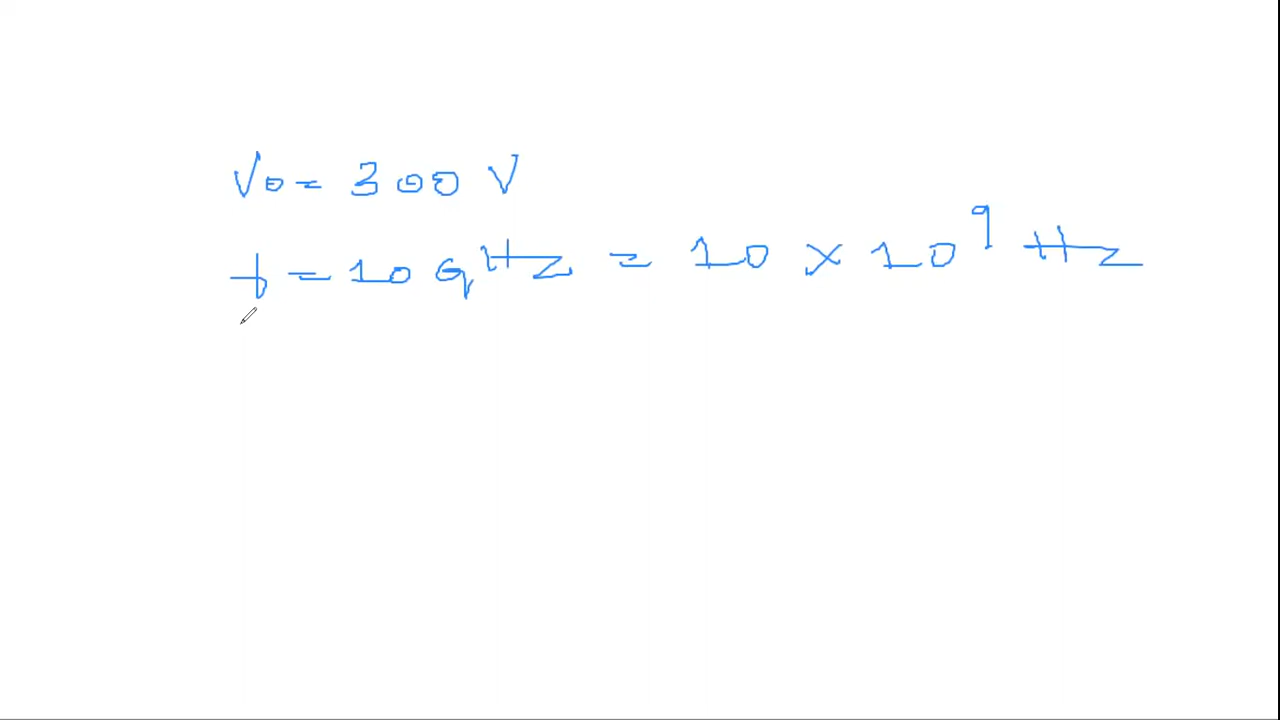 Vo = 300 V
f = 10 GHz = 10 × 10⁹ Hz